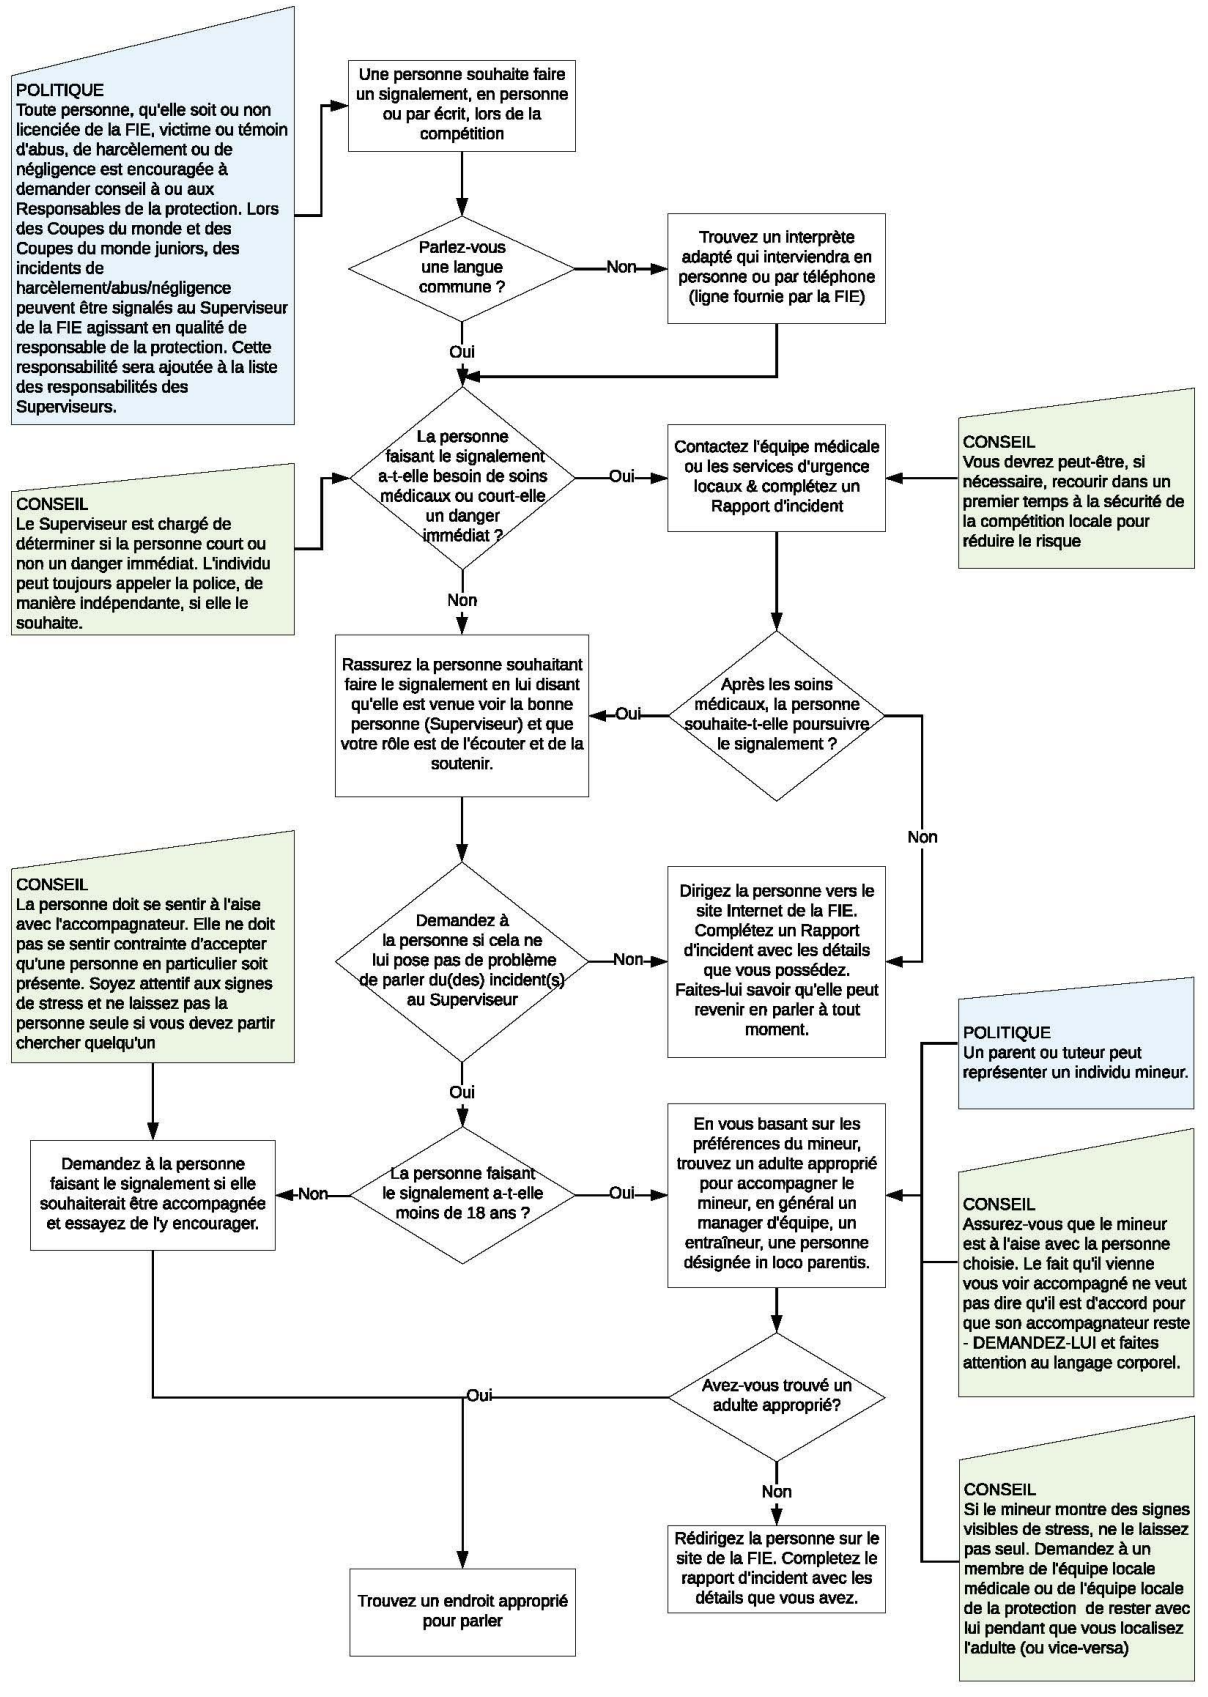 POLITIQUE
Toute personne, qu'elle soit ou non
licenciée de la FIE, victime ou témoin
d'abus, de harcèlement ou de
négligence est encouragée à
demander conseil à ou aux
Responsables de la protection. Lors
des Coupes du monde et des
Coupes du monde juniors, des
incidents de
harcèlement/abus/négligence
peuvent être signalés au Superviseur
de la FIE agissant en qualité de
responsable de la protection. Cette
responsabilité sera ajoutée à la liste
des responsabilités des
Superviseurs.
Une personne souhaite faire
un signalement, en personne
ou par écrit, lors de la
compétition
Parlez-vous
une langue
commune ?
Non
Trouvez un interprète
adapté qui interviendra en
personne ou par téléphone
(ligne fournie par la FIE)
Oui
La personne
faisant le signalement
a-t-elle besoin de soins
médicaux ou court-elle
un danger
immédiat ?
Oui
Contactez l'équipe médicale
ou les services d'urgence
locaux & complétez un
Rapport d'incident
CONSEIL
Vous devrez peut-être, si
nécessaire, recourir dans un
premier temps à la sécurité de
la compétition locale pour
réduire le risque
CONSEIL
Le Superviseur est chargé de
déterminer si la personne court ou
non un danger immédiat. L'individu
peut toujours appeler la police, de
manière indépendante, si elle le
souhaite.
Non
Rassurez la personne souhaitant
faire le signalement en lui disant
qu'elle est venue voir la bonne
personne (Superviseur) et que
votre rôle est de l'écouter et de la
soutenir.
Oui
Après les soins
médicaux, la personne
souhaite-t-elle poursuivre
le signalement ?
Non
CONSEIL
La personne doit se sentir à l'aise
avec l'accompagnateur. Elle ne doit
pas se sentir contrainte d'accepter
qu'une personne en particulier soit
présente. Soyez attentif aux signes
de stress et ne laissez pas la
personne seule si vous devez partir
chercher quelqu'un
Demandez à
la personne si cela ne
lui pose pas de problème
de parler du(des) incident(s)
au Superviseur
Non
Dirigez la personne vers le
site Internet de la FIE.
Complétez un Rapport
d'incident avec les détails
que vous possédez.
Faites-lui savoir qu'elle peut
revenir en parler à tout
moment.
POLITIQUE
Un parent ou tuteur peut
représenter un individu mineur.
Oui
Demandez à la personne
faisant le signalement si elle
souhaiterait être accompagnée
et essayez de l'y encourager.
Non
La personne faisant
le signalement a-t-elle
moins de 18 ans ?
Oui
En vous basant sur les
préférences du mineur,
trouvez un adulte approprié
pour accompagner le
mineur, en général un
manager d'équipe, un
entraîneur, une personne
désignée in loco parentis.
CONSEIL
Assurez-vous que le mineur
est à l'aise avec la personne
choisie. Le fait qu'il vienne
vous voir accompagné ne veut
pas dire qu'il est d'accord pour
que son accompagnateur reste
- DEMANDEZ-LUI et faites
attention au langage corporel.
Oui
Avez-vous trouvé un
adulte approprié?
Non
Rédirigez la personne sur le
site de la FIE. Completez le
rapport d'incident avec les
détails que vous avez.
Trouvez un endroit approprié
pour parler
CONSEIL
Si le mineur montre des signes
visibles de stress, ne le laissez
pas seul. Demandez à un
membre de l'équipe locale
médicale ou de l'équipe locale
de la protection  de rester avec
lui pendant que vous localisez
l'adulte (ou vice-versa)